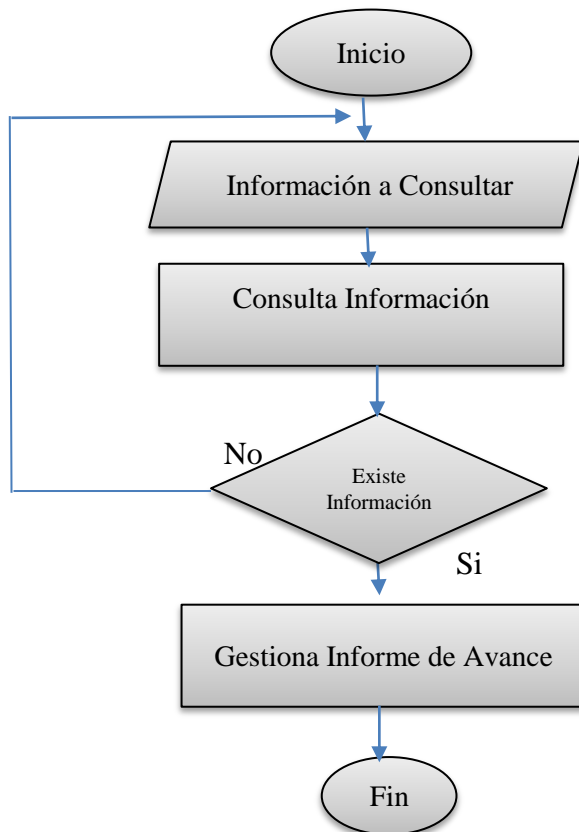 Inicio
Información a Consultar
Consulta Información
No
Existe
Información
Si
Gestiona Informe de Avance
Fin